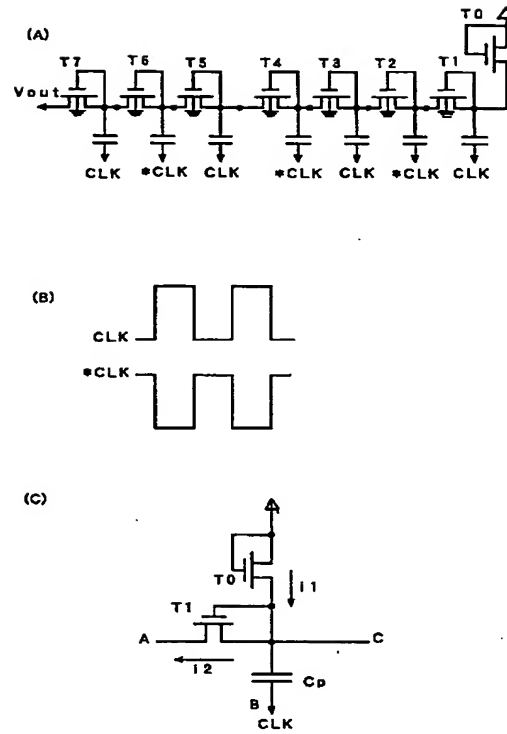 (A)
T0
T7 T6 T5 T4 T3 T2 T1
Vout
CLK *CLK CLK *CLK CLK *CLK CLK
(B)
CLK
*CLK
(C)
T0
i1
T1
A C
i2
Cp
B
CLK